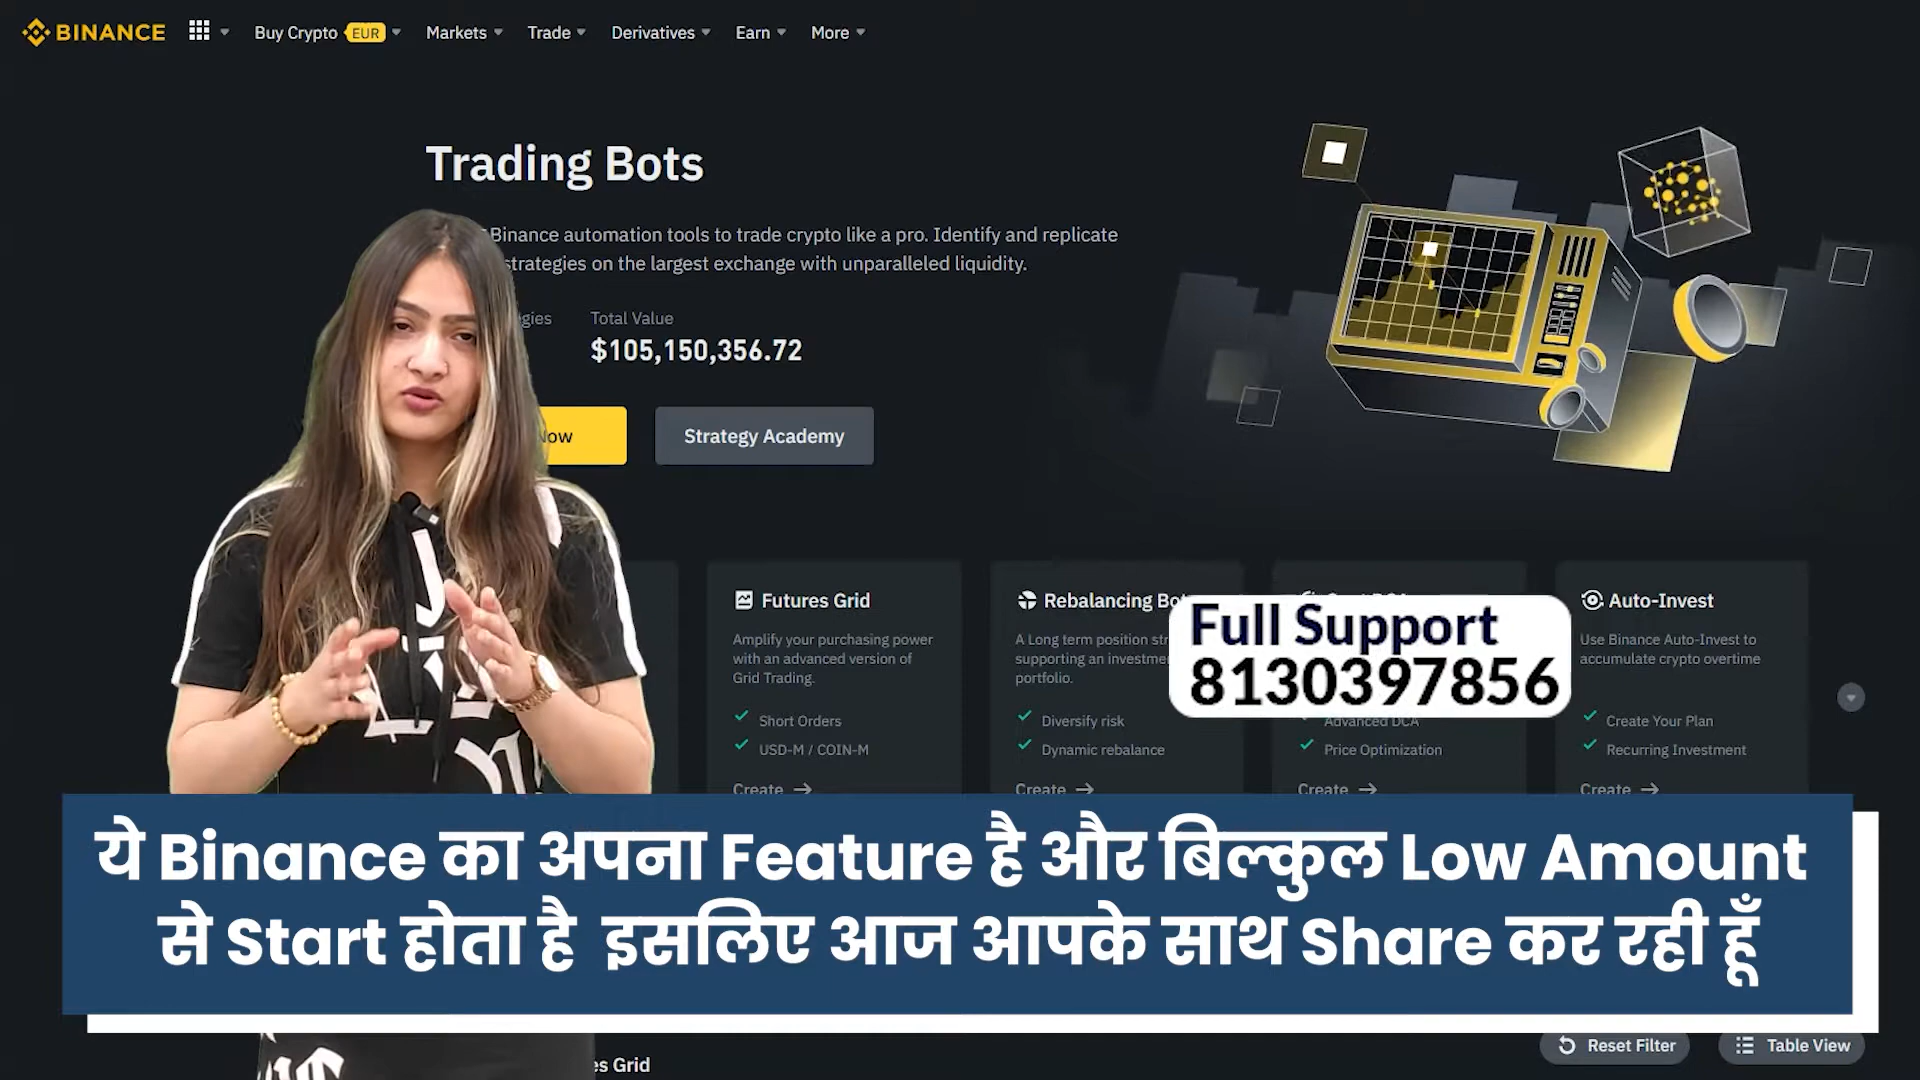 BINANCE
Buy Crypto EUR
Markets
Trade
Derivatives
Earn
More
Trading Bots
Binance automation tools to trade crypto like a pro. Identify and replicate
strategies on the largest exchange with unparalleled liquidity.
Total Value
$105,150,356.72
Now
Strategy Academy
Futures Grid
Amplify your purchasing power
with an advanced version of
Grid Trading.
Short Orders
USD-M / COIN-M
Create
Rebalancing
A Long term position
supporting an
portfolio.
Diversify risk
Dynamic rebalance
Create
Full Support
8130397856
Advanced DCA
Price Optimization
Create
Auto-Invest
Use Binance Auto-Invest to
accumulate crypto overtime
Create Your Plan
Recurring Investment
Create
ये Binance का अपना Feature है और बिल्कुल Low Amount
से Start होता है इसलिए आज आपके साथ Share कर रही हूँ
Grid
Reset Filter
Table View